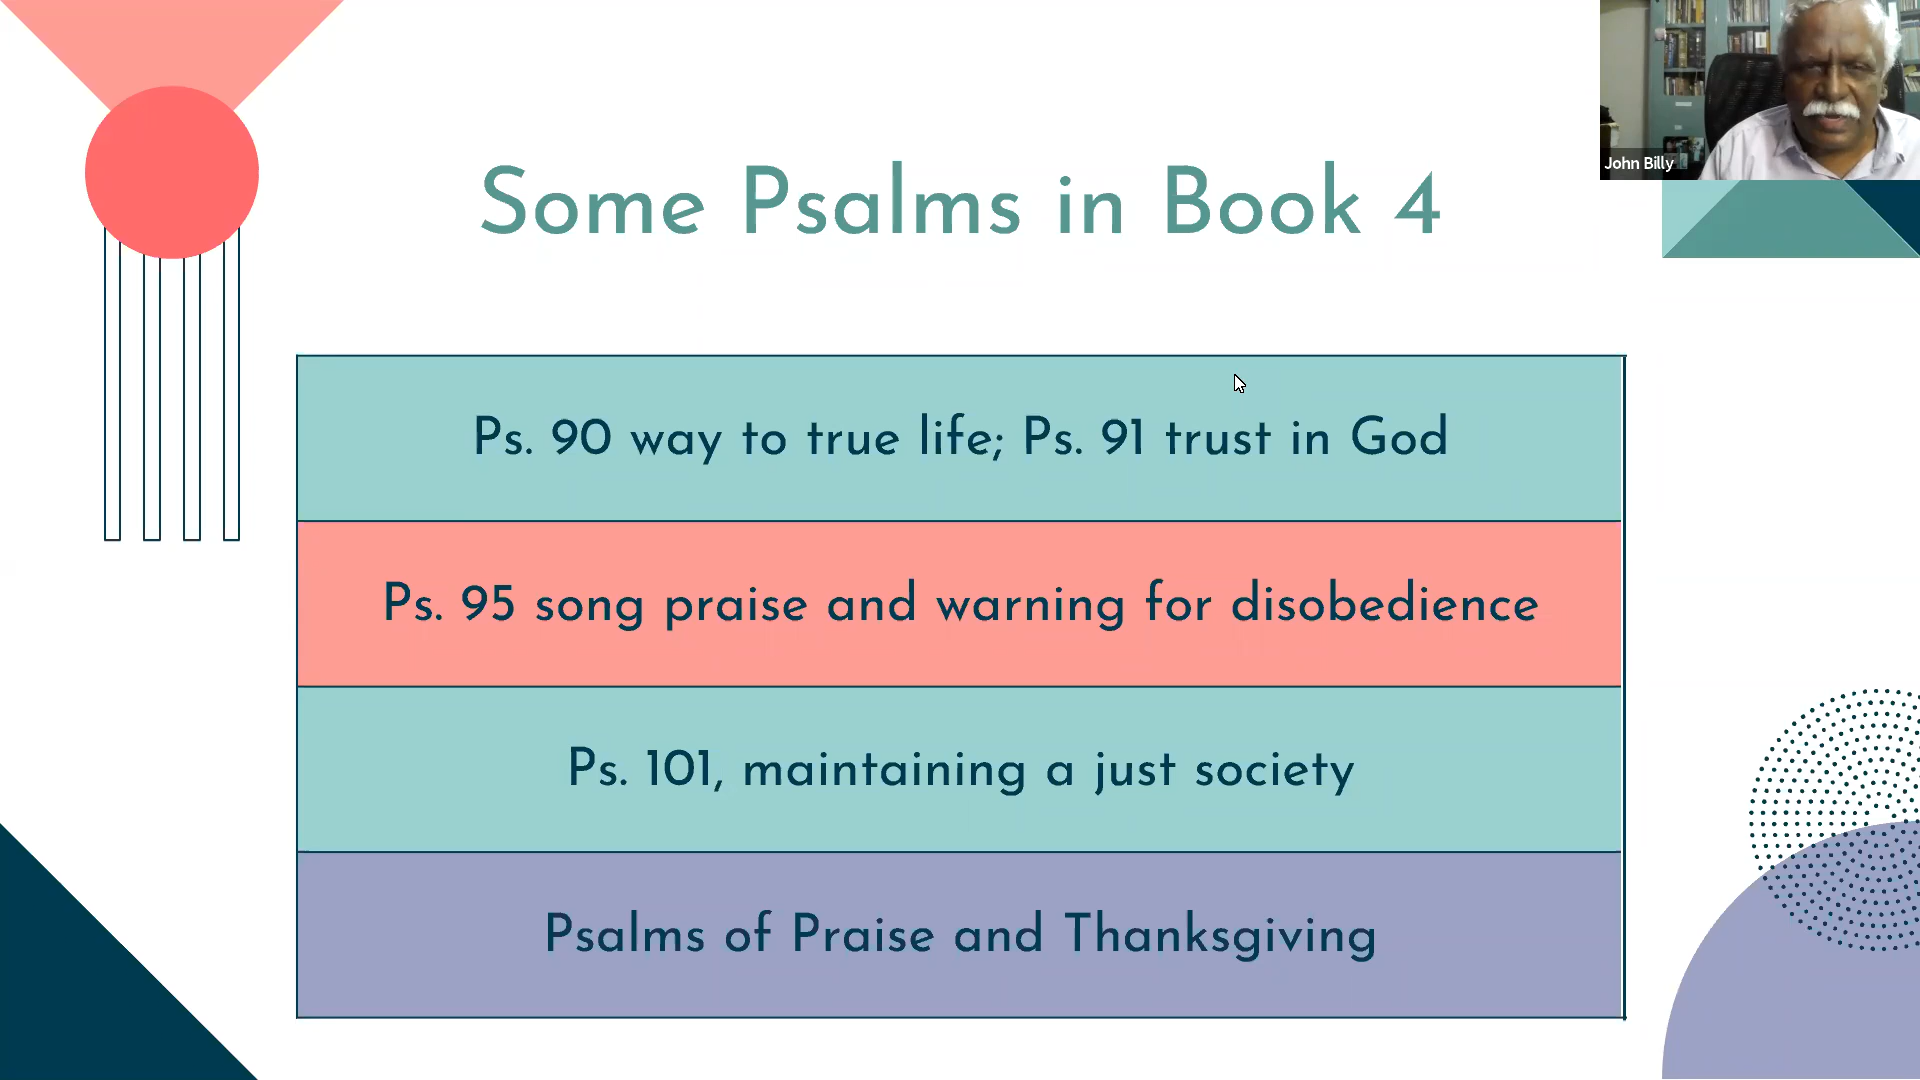 John Billy
Some Psalms in Book 4
Ps. 90 way to true life; Ps. 91 trust in God
Ps. 95 song praise and warning for disobedience
Ps. 101, maintaining a just society
Psalms of Praise and Thanksgiving